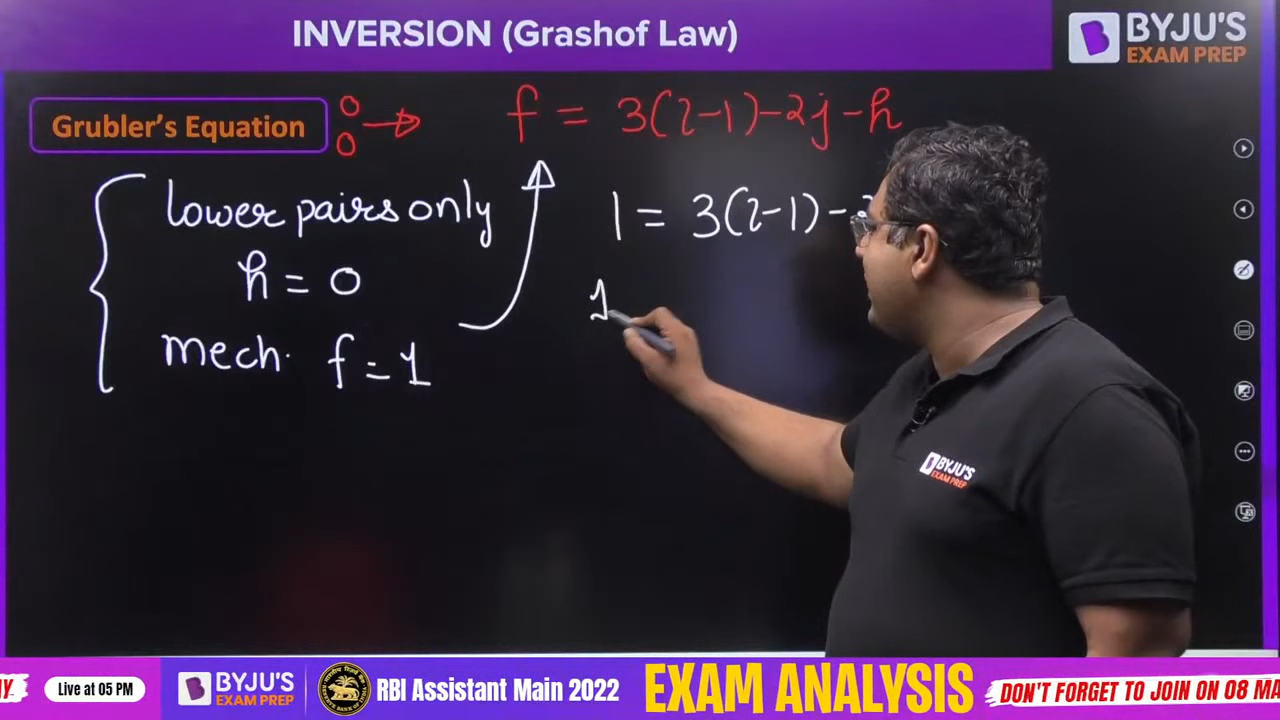 INVERSION (Grashof Law)
BYJU'S
EXAM PREP
Grubler's Equation
f = 3(l-1)-2j-h
lower pairs only
h = 0
mech. f = 1
1 = 3(l-1)-
1
BYJU'S
EXAM PREP
Live at 05 PM
BYJU'S
EXAM PREP
RBI Assistant Main 2022
EXAM ANALYSIS
DON'T FORGET TO JOIN ON 08 MA